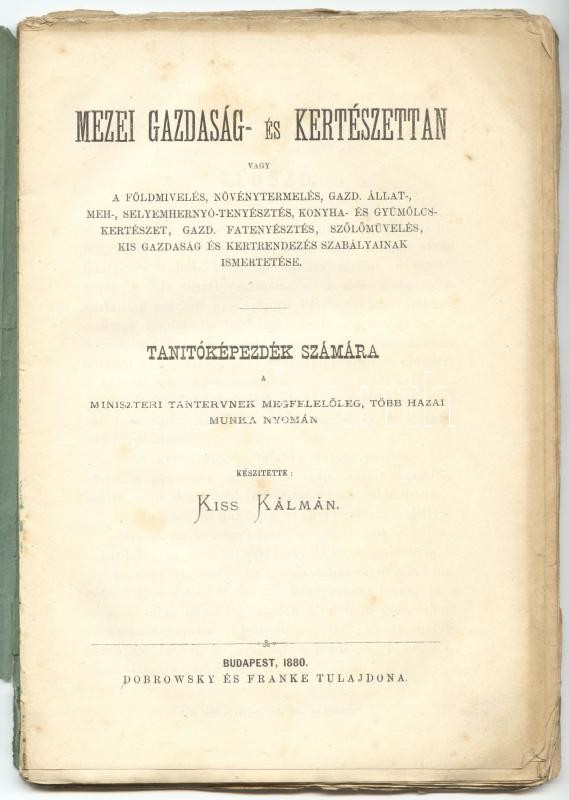 MEZEI GAZDASÁG- ÉS KERTÉSZETTAN
VAGY
A FÖLDMIVELÉS, NÖVÉNYTERMELÉS, GAZD. ÁLLAT-,
MEH-, SELYEMHERNYÓ-TENYÉSZTÉS, KONYHA- ÉS GYÜMÖLCS-
KERTÉSZET, GAZD. FATENYÉSZTÉS, SZŐLŐMŰVELÉS,
KIS GAZDASÁG ÉS KERTRENDEZÉS SZABÁLYAINAK
ISMERTETÉSE.
TANITÓKÉPEZDÉK SZÁMÁRA
A
MINISZTERI TANTERVNEK MEGFELELŐLEG, TÖBB HAZAI
MUNKA NYOMÁN
KÉSZITETTE:
KISS KÁLMÁN.
BUDAPEST, 1880.
DOBROWSKY ÉS FRANKE TULAJDONA.